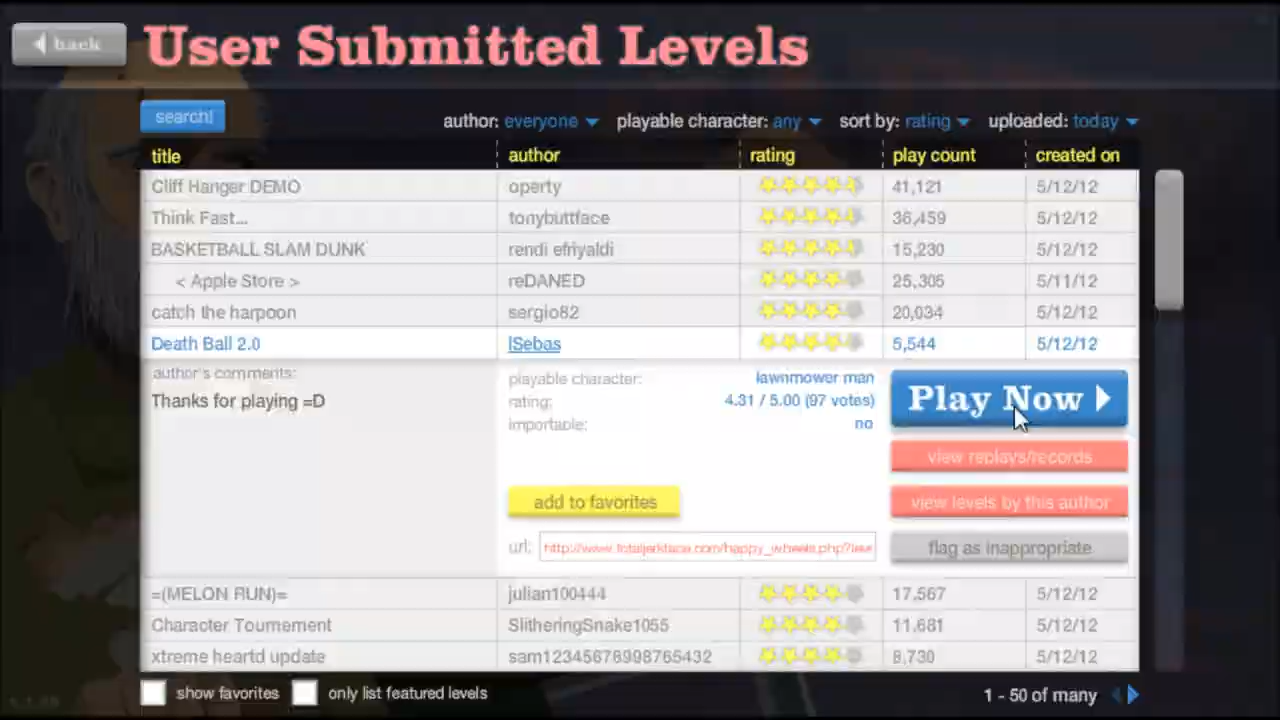 back
User Submitted Levels
search!
author: everyone playable character: any sort by: rating uploaded: today
title author rating play count created on
Cliff Hanger DEMO operty 41,121 5/12/12
Think Fast... tonybuttface 36,459 5/12/12
BASKETBALL SLAM DUNK rendi efriyaldi 15,230 5/12/12
< Apple Store > reDANED 25,305 5/11/12
catch the harpoon sergio82 20,034 5/12/12
Death Ball 2.0 lSebas 5,544 5/12/12
author's comments:
Thanks for playing =D
playable character: lawnmower man
rating: 4.31 / 5.00 (97 votes)
importable: no
Play Now
view replays/records
add to favorites
view levels by this author
url: http://www.totaljerkface.com/happy_wheels.php?
flag as inappropriate
=(MELON RUN)= julian100444 17,567 5/12/12
Character Tournement SlitheringSnake1055 11,681 5/12/12
xtreme heartd update sam12345678998765432 8,730 5/12/12
show favorites only list featured levels 1 - 50 of many